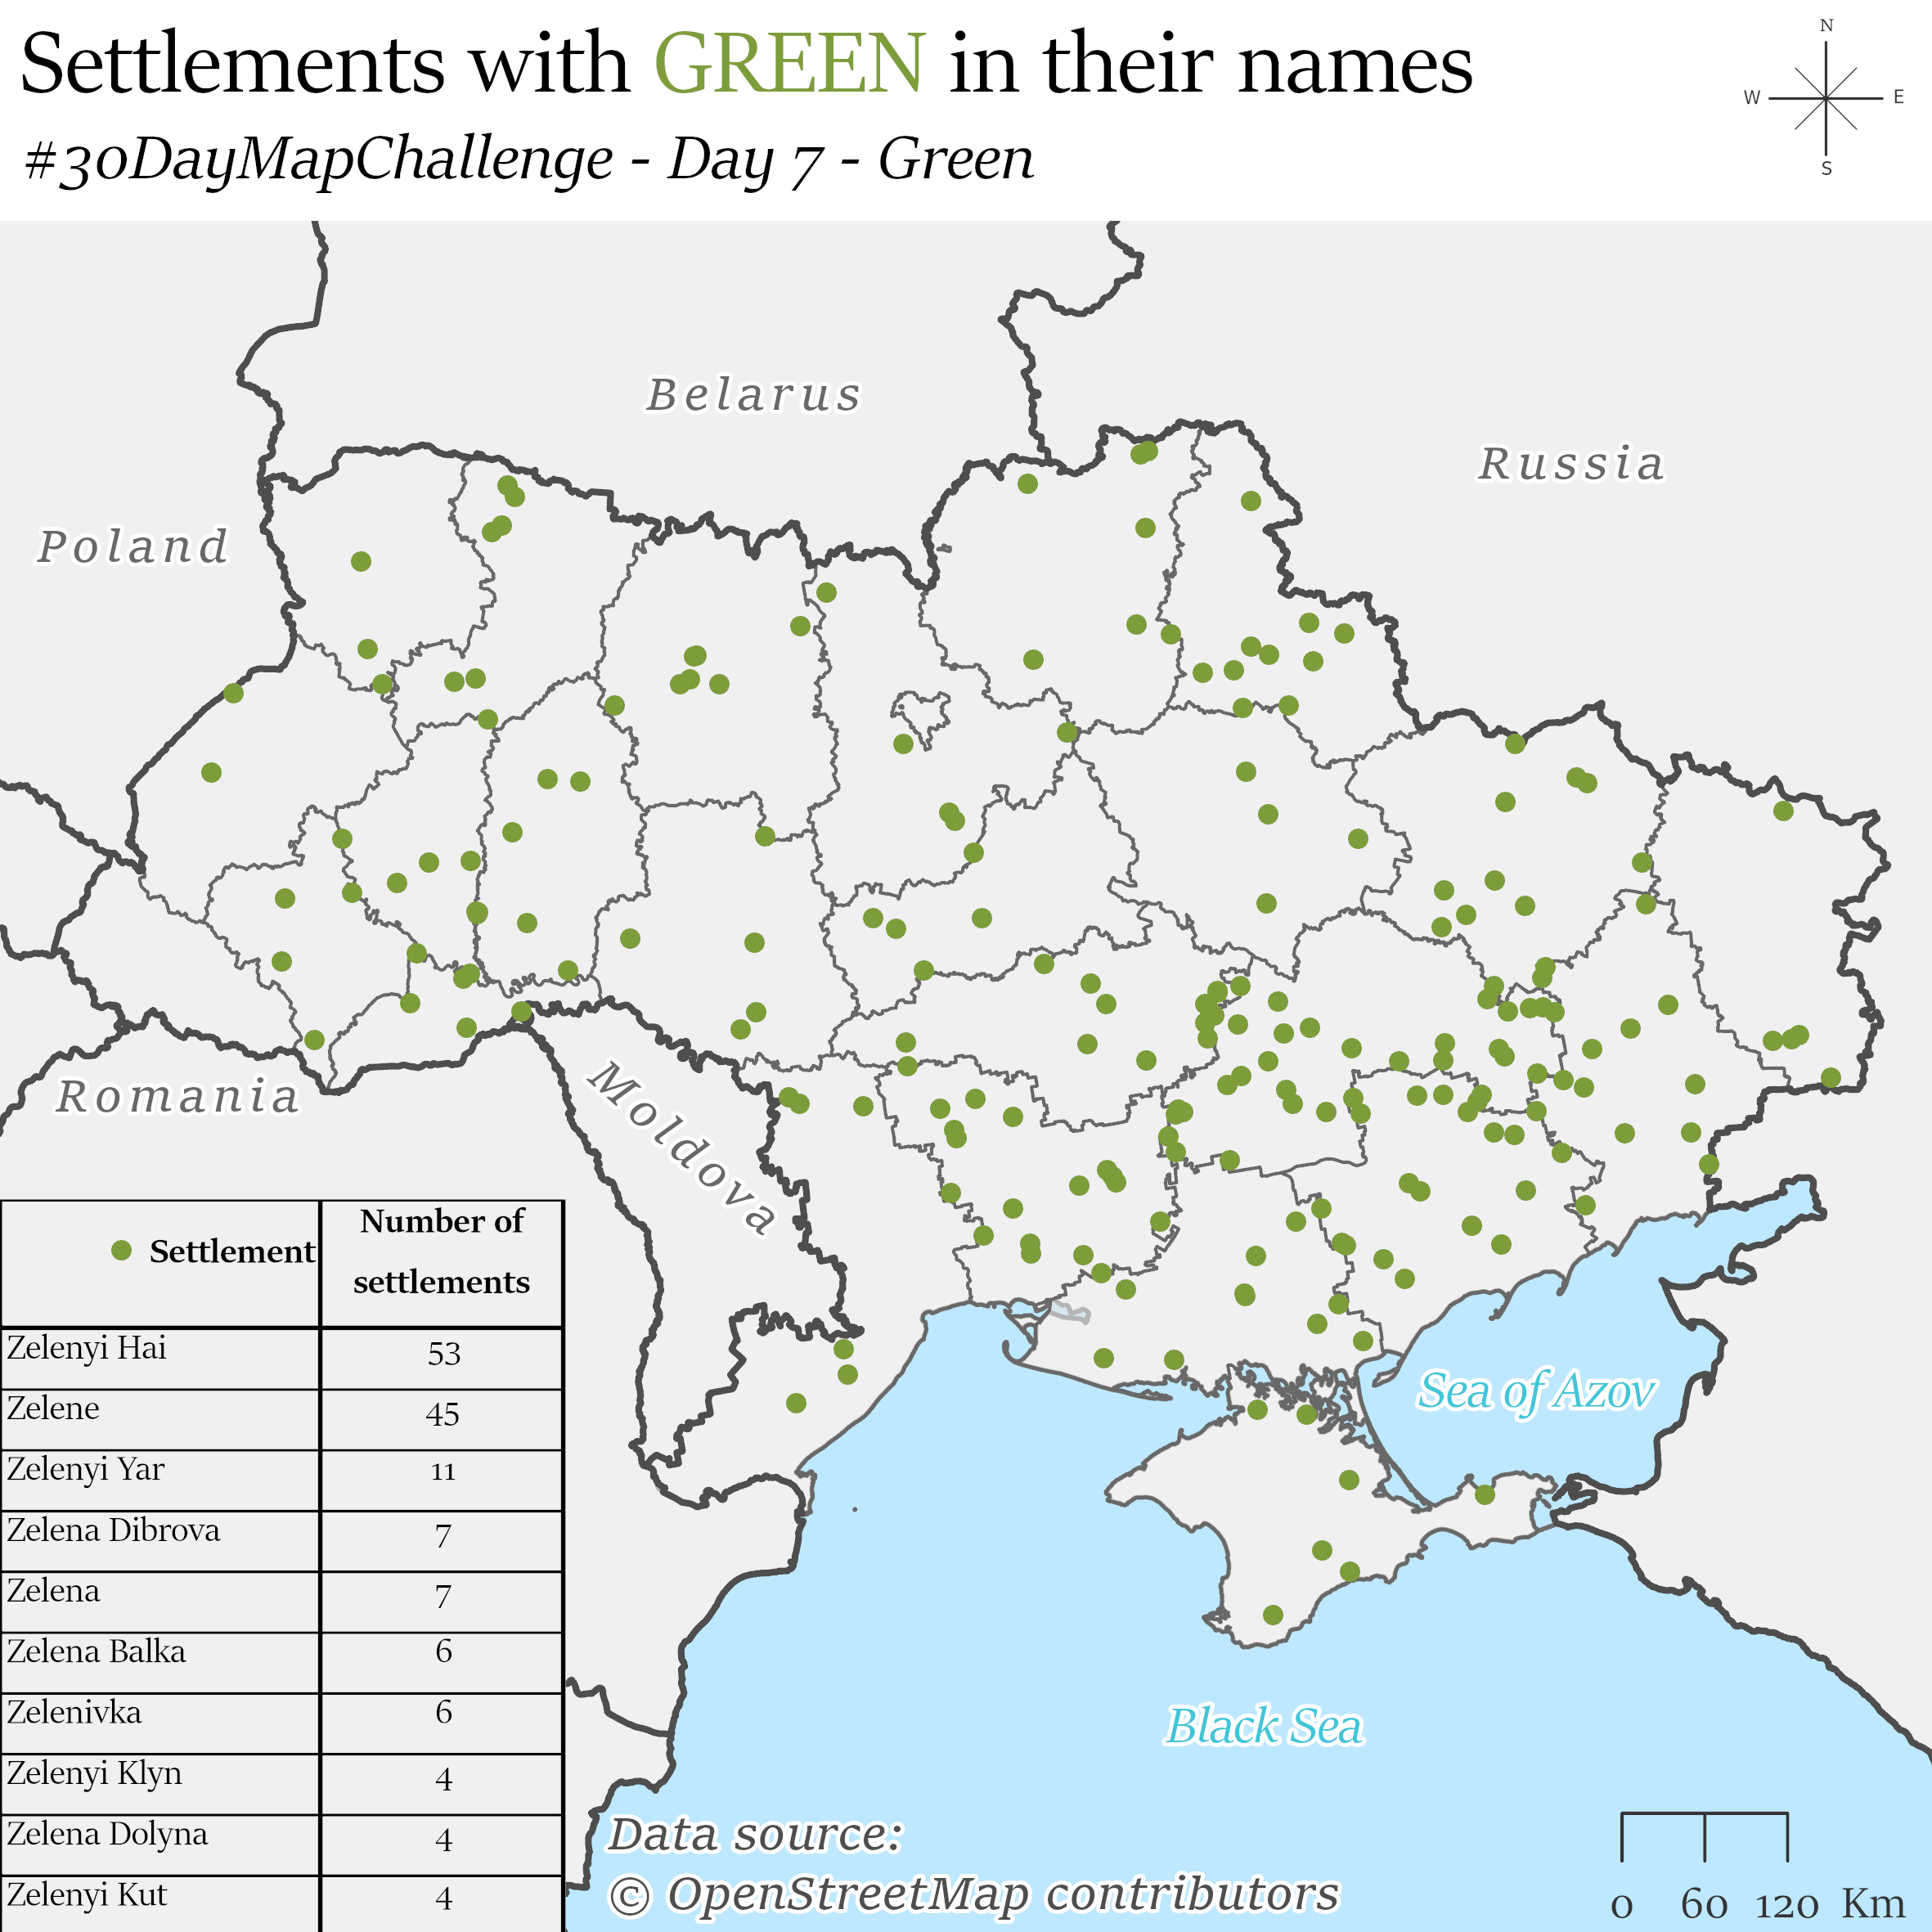 Settlements with GREEN in their names
#30DayMapChallenge - Day 7 - Green
N
W E
S
Belarus
Russia
Poland
Romania
Moldova
Settlement
Number of
settlements
Zelenyi Hai 53
Zelene 45
Zelenyi Yar 11
Zelena Dibrova 7
Zelena 7
Zelena Balka 6
Zelenivka 6
Zelenyi Klyn 4
Zelena Dolyna 4
Zelenyi Kut 4
Sea of Azov
Black Sea
Data source:
© OpenStreetMap contributors
0 60 120 Km